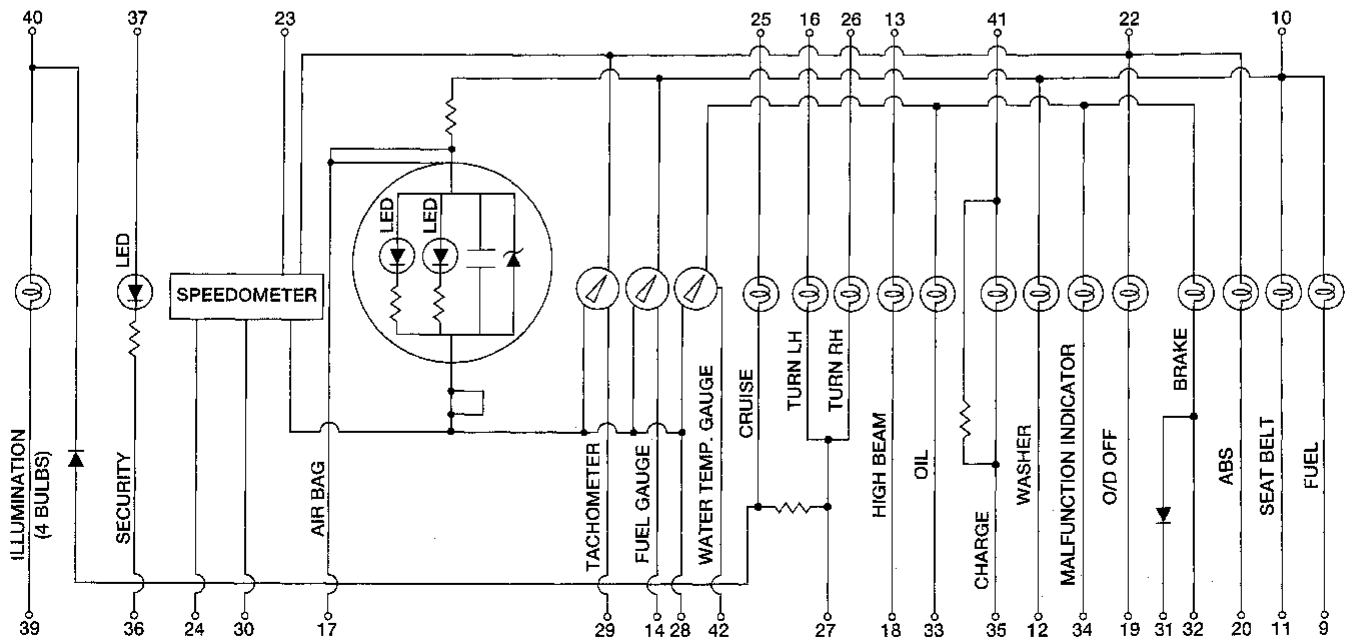 40
37
23
25
16
26
13
41
22
10
LED
LED
LED
SPEEDOMETER
ILLUMINATION
(4 BULBS)
SECURITY
AIR BAG
TACHOMETER
FUEL GAUGE
WATER TEMP. GAUGE
CRUISE
TURN LH
TURN RH
HIGH BEAM
OIL
CHARGE
WASHER
MALFUNCTION INDICATOR
O/D OFF
BRAKE
ABS
SEAT BELT
FUEL
39
36
24
30
17
29
14
28
42
27
18
33
35
12
34
19
31
32
20
11
9